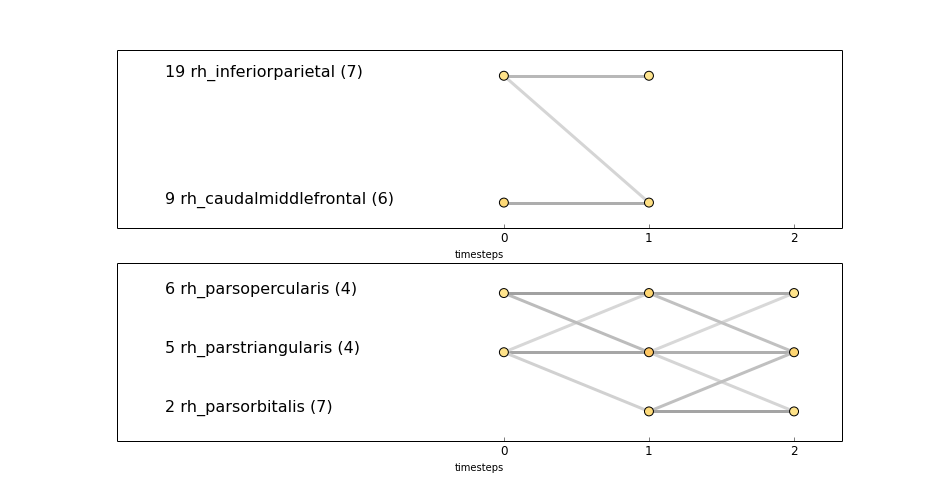 19 rh_inferiorparietal (7)
9 rh_caudalmiddlefrontal (6)
0 1 2
timesteps
6 rh_parsopercularis (4)
5 rh_parstriangularis (4)
2 rh_parsorbitalis (7)
0 1 2
timesteps